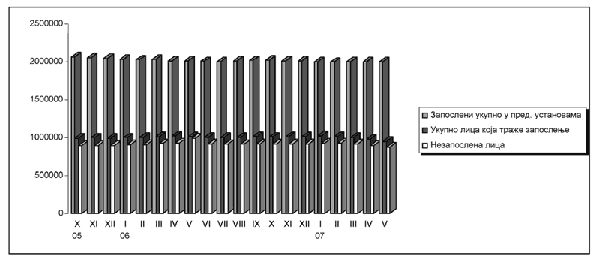 2500000
2000000
1500000
1000000
500000
0
X XI XII I II III IV V VI VII VIII IX X XI XII I II III IV V
05 06 07
Запослени укупно у пред. установама
Укупно лица која траже запослење
Незапослена лица